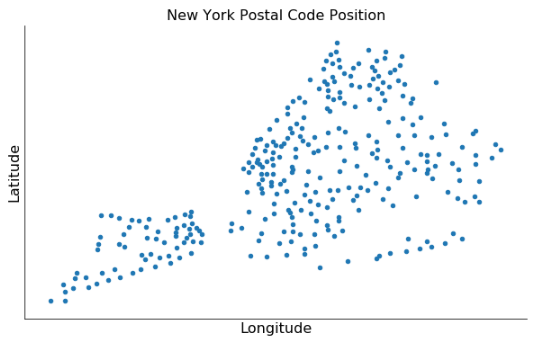 New York Postal Code Position
Latitude
Longitude